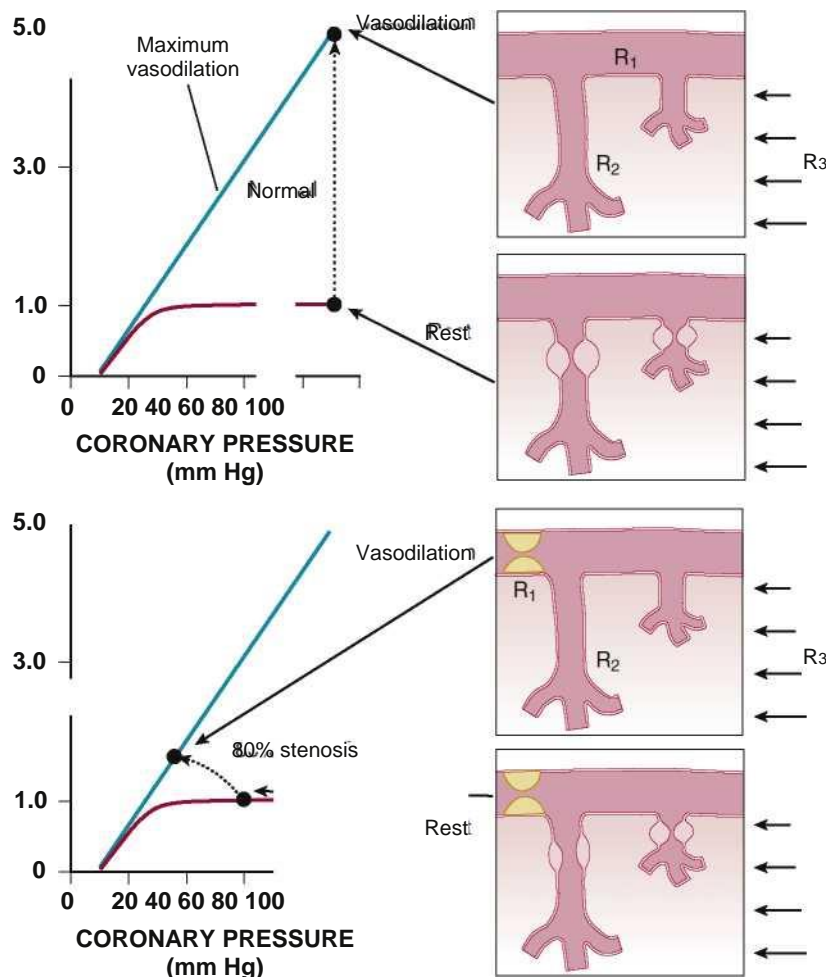 5.0
Vasodilation
Maximum
vasodilation
R1
3.0
R3
R2
Normal
1.0
Rest
0
0 20 40 60 80 100
CORONARY PRESSURE
(mm Hg)
5.0
Vasodilation
R1
3.0
R2
R3
80% stenosis
1.0
Rest
0
0 20 40 60 80 100
CORONARY PRESSURE
(mm Hg)